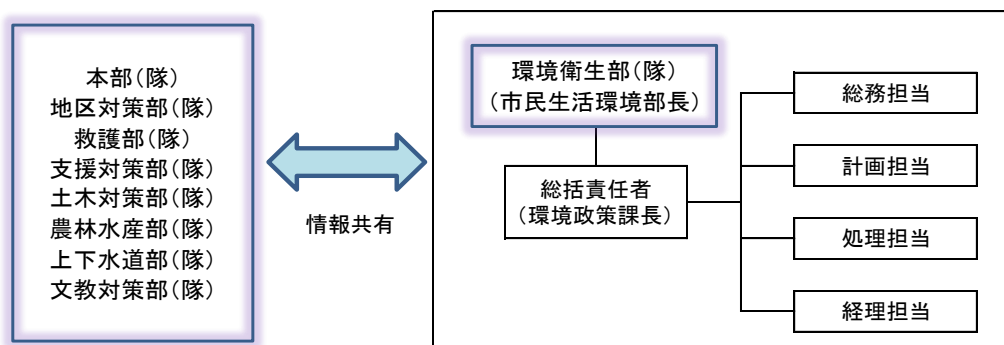 本部(隊)
地区対策部(隊)
救護部(隊)
支援対策部(隊)
土木対策部(隊)
農林水産部(隊)
上下水道部(隊)
文教対策部(隊)
情報共有
環境衛生部(隊)
(市民生活環境部長)
総括責任者
(環境政策課長)
総務担当
計画担当
処理担当
経理担当